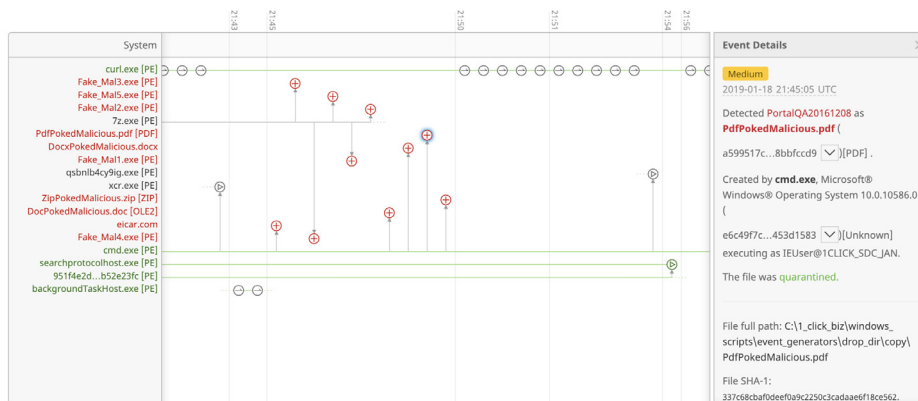 21:43
21:45
21:50
21:51
21:54
21:56
System
curl.exe [PE]
Fake_Mal3.exe [PE]
Fake_Mal5.exe [PE]
Fake_Mal2.exe [PE]
7z.exe [PE]
PdfPokedMalicious.pdf [PDF]
DocxPokedMalicious.docx
Fake_Mal1.exe [PE]
qsbnlb4cy9ig.exe [PE]
xcr.exe [PE]
ZipPokedMalicious.zip [ZIP]
DocPokedMalicious.doc [OLE2]
eicar.com
Fake_Mal4.exe [PE]
cmd.exe [PE]
searchprotocolhost.exe [PE]
951f4e2d...b52e23fc [PE]
backgroundTaskHost.exe [PE]
Event Details
Medium
2019-01-18 21:45:05 UTC
Detected PortalQA20161208 as
PdfPokedMalicious.pdf (
a599517c...8bbfccd9 )[PDF] .
Created by cmd.exe, Microsoft®
Windows® Operating System 10.0.10586.0
(
e6c49f7c...453d1583 )[Unknown]
executing as IEUser@1CLICK_SDC_JAN.
The file was quarantined.
File full path: C:\1_click_biz\windows_
scripts\event_generators\drop_dir\copy\
PdfPokedMalicious.pdf
File SHA-1:
337c68cbaf0deef0a9c2250c3cadaae6f18ce562.